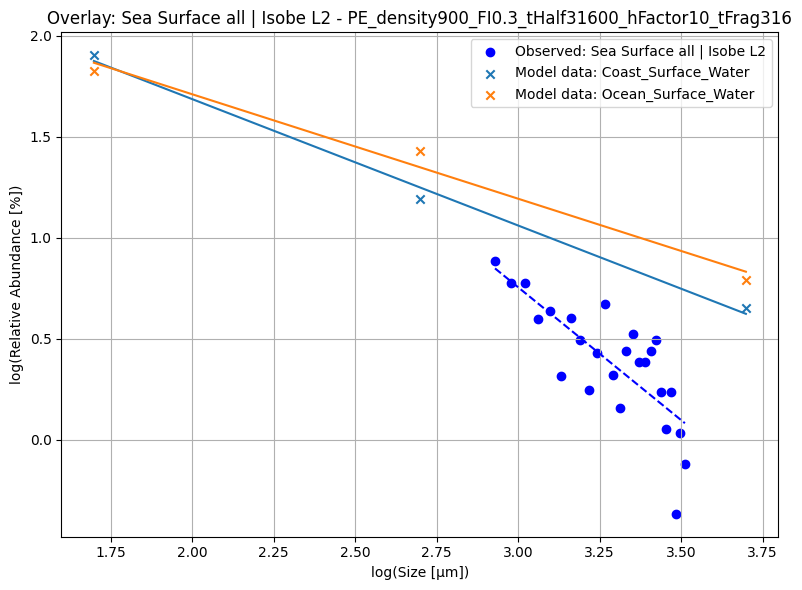 Overlay: Sea Surface all | Isobe L2 - PE_density900_FI0.3_tHalf31600_hFactor10_tFrag316
Observed: Sea Surface all | Isobe L2
Model data: Coast_Surface_Water
Model data: Ocean_Surface_Water
log(Relative Abundance [%])
2.0
1.5
1.0
0.5
0.0
1.75
2.00
2.25
2.50
2.75
3.00
3.25
3.50
3.75
log(Size [µm])